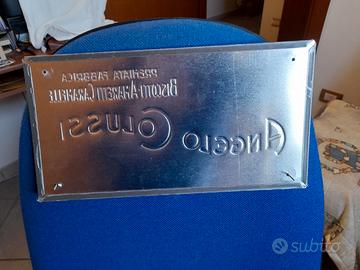 PREMIATA FABBRICA
BISCOTTI AMARETTI CARAMELLE
ANGELO COLUSSI
subito